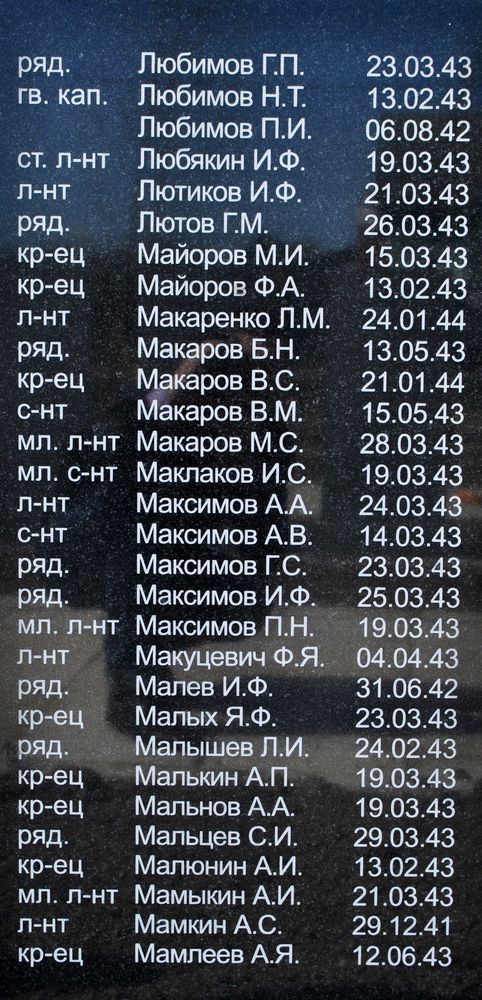 ряд. Любимов Г.П. 23.03.43
гв. кап. Любимов Н.Т. 13.02.43
Любимов П.И. 06.08.42
ст. л-нт Любякин И.Ф. 19.03.43
л-нт Лютиков И.Ф. 21.03.43
ряд. Лютов Г.М. 26.03.43
кр-ец Майоров М.И. 15.03.43
кр-ец Майоров Ф.А. 13.02.43
л-нт Макаренко Л.М. 24.01.44
ряд. Макаров Б.Н. 13.05.43
кр-ец Макаров В.С. 21.01.44
с-нт Макаров В.М. 15.05.43
мл. л-нт Макаров М.С. 28.03.43
мл. с-нт Маклаков И.С. 19.03.43
л-нт Максимов А.А. 24.03.43
с-нт Максимов А.В. 14.03.43
ряд. Максимов Г.С. 23.03.43
ряд. Максимов И.Ф. 25.03.43
мл. л-нт Максимов П.Н. 19.03.43
л-нт Макуцевич Ф.Я. 04.04.43
ряд. Малев И.Ф. 31.06.42
кр-ец Малых Я.Ф. 23.03.43
ряд. Малышев Л.И. 24.02.43
кр-ец Малькин А.П. 19.03.43
кр-ец Мальнов А.А. 19.03.43
ряд. Мальцев С.И. 29.03.43
кр-ец Малюнин А.И. 13.02.43
мл. л-нт Мамыкин А.И. 21.03.43
л-нт Мамкин А.С. 29.12.41
кр-ец Мамлеев А.Я. 12.06.43